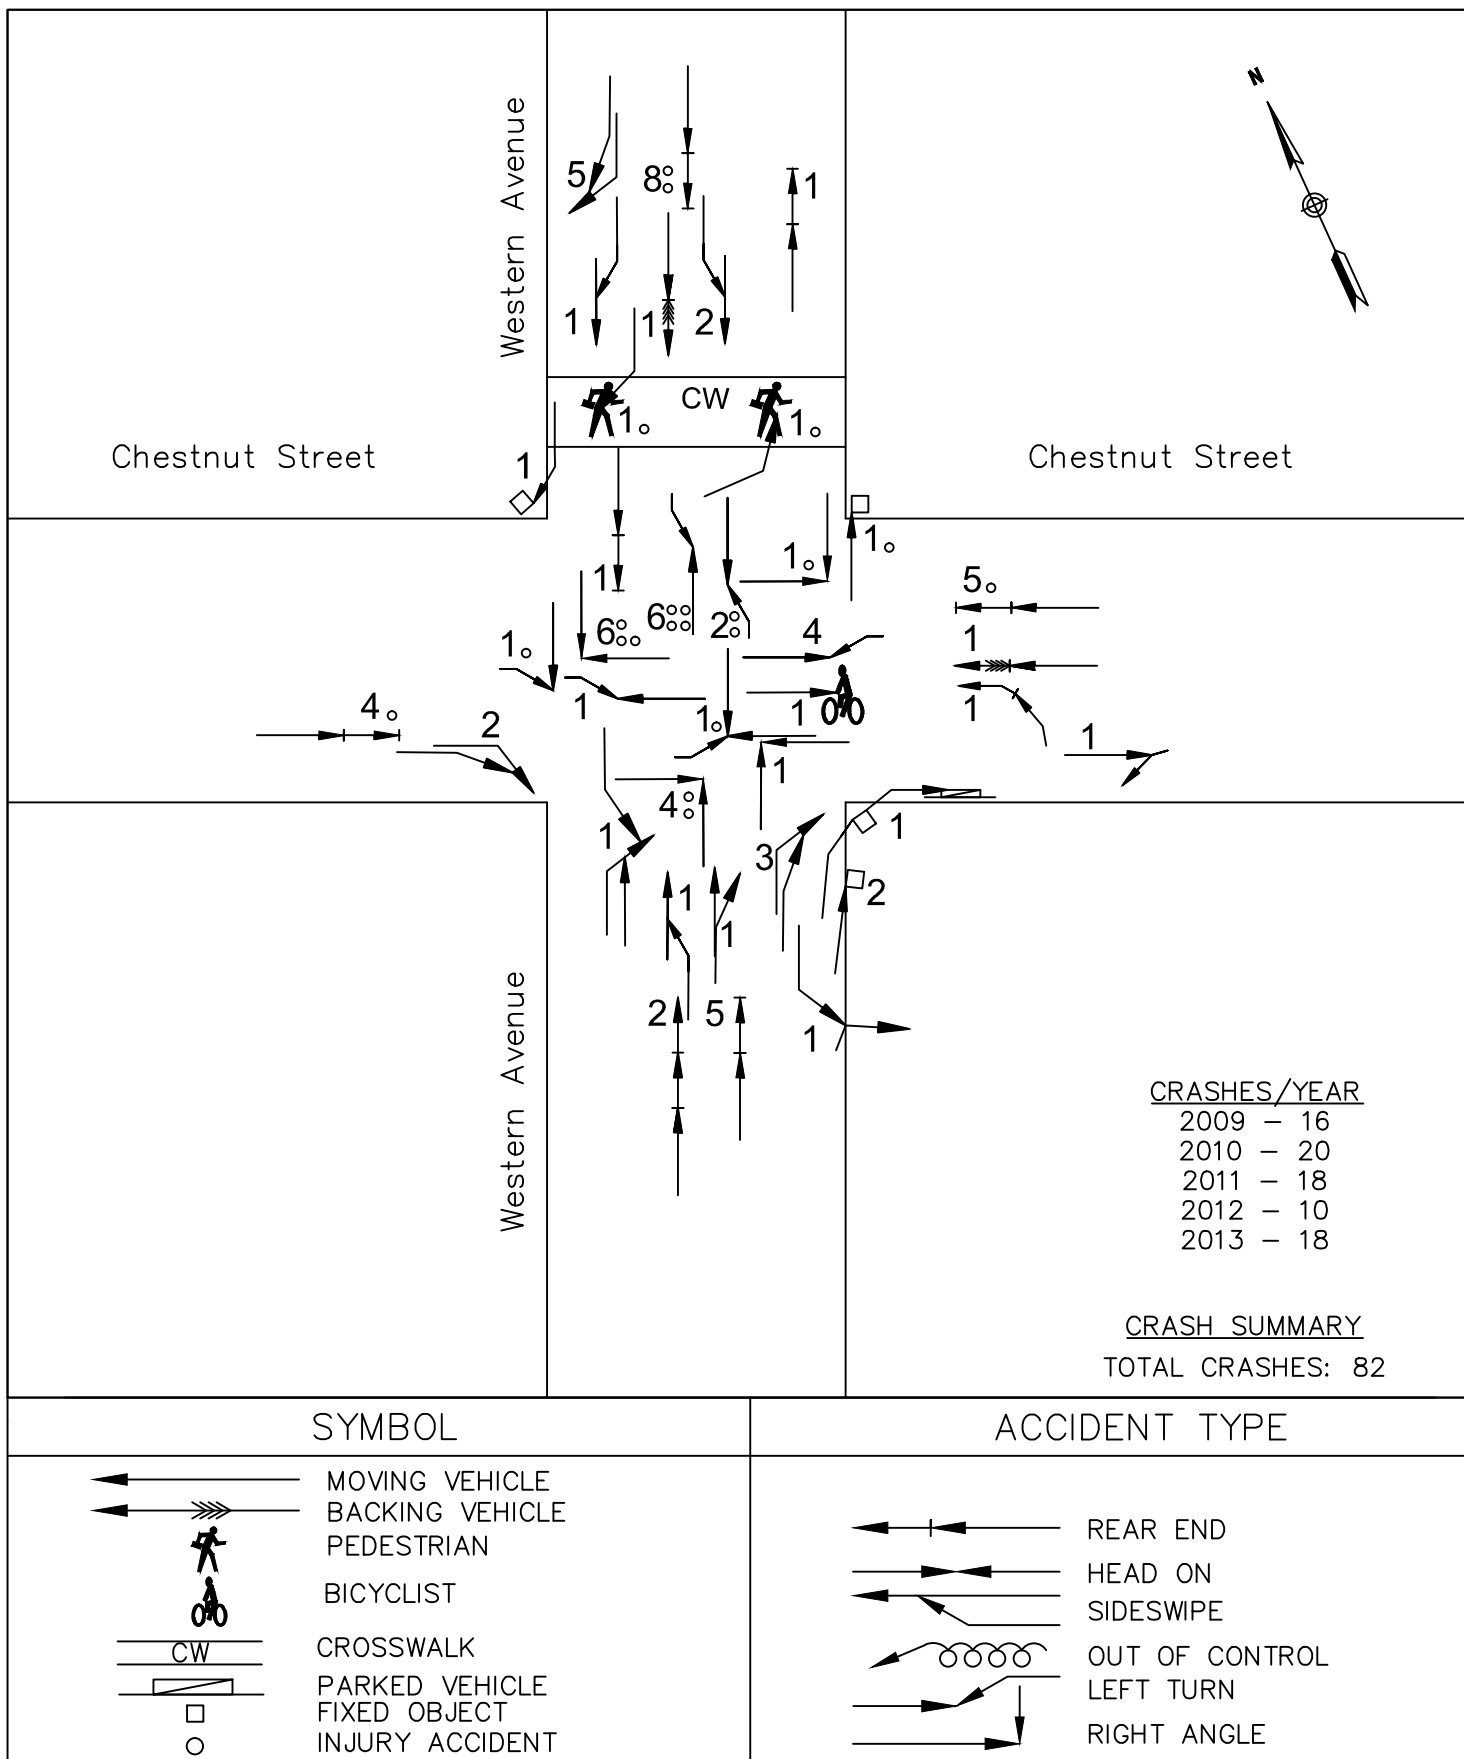 N
Western Avenue
5
8
1
1
1
2
CW
1
1
Chestnut Street
Chestnut Street
1
1
1
1
5
6
6
2
4
1
1
1
4
2
1
1
1
1
1
4
1
3
1
2
1
1
Western Avenue
2
5
1
CRASHES/YEAR
2009 – 16
2010 – 20
2011 – 18
2012 – 10
2013 – 18
CRASH SUMMARY
TOTAL CRASHES: 82
SYMBOL
MOVING VEHICLE
BACKING VEHICLE
PEDESTRIAN
BICYCLIST
CW
CROSSWALK
PARKED VEHICLE
FIXED OBJECT
INJURY ACCIDENT
ACCIDENT TYPE
REAR END
HEAD ON
SIDESWIPE
OUT OF CONTROL
LEFT TURN
RIGHT ANGLE